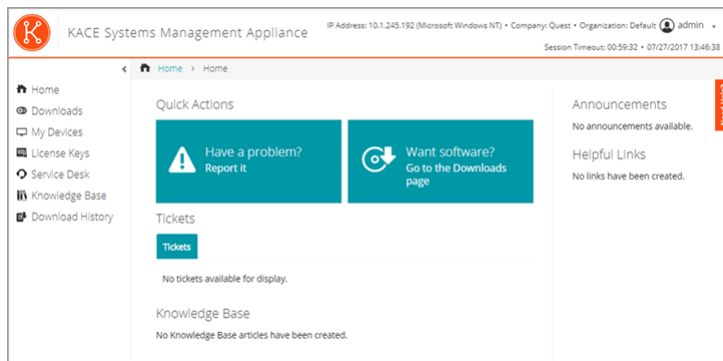 KACE Systems Management Appliance
IP Address: 10.1.245.192 (Microsoft Windows NT) • Company: Quest • Organization: Default admin
Session Timeout: 00:59:32 • 07/27/2017 13:46:38
Home › Home
Home
Downloads
My Devices
License Keys
Service Desk
Knowledge Base
Download History
Quick Actions
Have a problem?
Report it
Want software?
Go to the Downloads
page
Tickets
Tickets
No tickets available for display.
Knowledge Base
No Knowledge Base articles have been created.
Announcements
No announcements available.
Helpful Links
No links have been created.